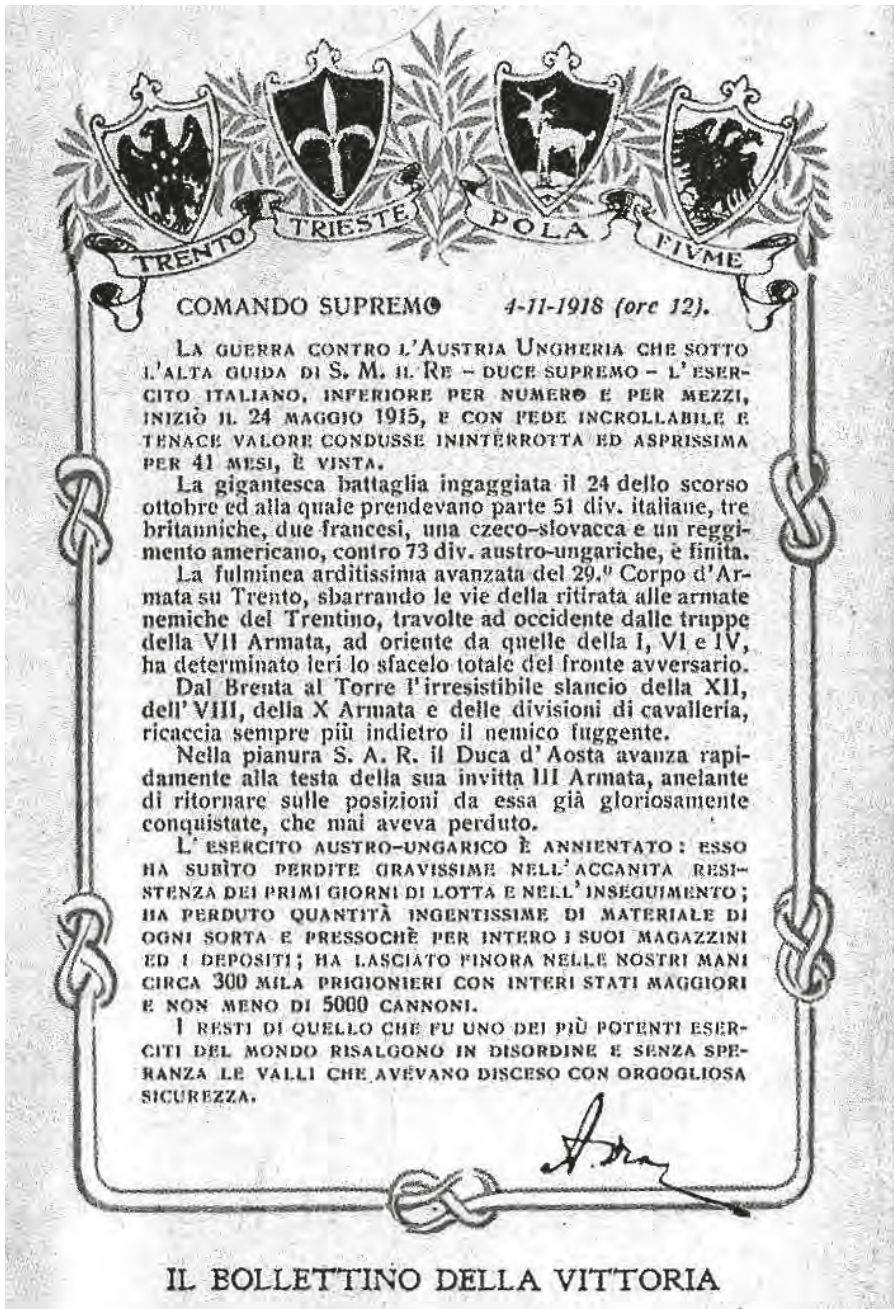 TRENTO
TRIESTE
POLA
FIVME
COMANDO SUPREMO 4-11-1918 (ore 12).
LA GUERRA CONTRO L'AUSTRIA UNGHERIA CHE SOTTO
L'ALTA GUIDA DI S. M. IL RE – DUCE SUPREMO – L'ESER-
CITO ITALIANO, INFERIORE PER NUMERO E PER MEZZI,
INIZIÒ IL 24 MAGGIO 1915, E CON FEDE INCROLLABILE E
TENACE VALORE CONDUSSE ININTERROTTA ED ASPRISSIMA
PER 41 MESI, È VINTA.
La gigantesca battaglia ingaggiata il 24 dello scorso
ottobre ed alla quale prendevano parte 51 div. italiane, tre
britanniche, due francesi, una czeco-slovacca e un reggi-
mento americano, contro 73 div. austro-ungariche, è finita.
La fulminea arditissima avanzata del 29.º Corpo d'Ar-
mata su Trento, sbarrando le vie della ritirata alle armate
nemiche del Trentino, travolte ad occidente dalle truppe
della VII Armata, ad oriente da quelle della I, VI e IV,
ha determinato ieri lo sfacelo totale del fronte avversario.
Dal Brenta al Torre l'irresistibile slancio della XII,
dell'VIII, della X Armata e delle divisioni di cavalleria,
ricaccia sempre più indietro il nemico fuggente.
Nella pianura S. A. R. il Duca d'Aosta avanza rapi-
damente alla testa della sua invitta III Armata, anelante
di ritornare sulle posizioni da essa già gloriosamente
conquistate, che mai aveva perduto.
L'ESERCITO AUSTRO-UNGARICO È ANNIENTATO: ESSO
HA SUBÌTO PERDITE GRAVISSIME NELL'ACCANITA RESI-
STENZA DEI PRIMI GIORNI DI LOTTA E NELL'INSEGUIMENTO;
HA PERDUTO QUANTITÀ INGENTISSIME DI MATERIALE DI
OGNI SORTA E PRESSOCHÈ PER INTERO I SUOI MAGAZZINI
ED I DEPOSITI; HA LASCIATO FINORA NELLE NOSTRI MANI
CIRCA 300 MILA PRIGIONIERI CON INTERI STATI MAGGIORI
E NON MENO DI 5000 CANNONI.
I RESTI DI QUELLO CHE FU UNO DEI PIÙ POTENTI ESER-
CITI DEL MONDO RISALGONO IN DISORDINE E SENZA SPE-
RANZA LE VALLI CHE AVÉVANO DISCESO CON ORGOGLIOSA
SICUREZZA.
IL BOLLETTINO DELLA VITTORIA